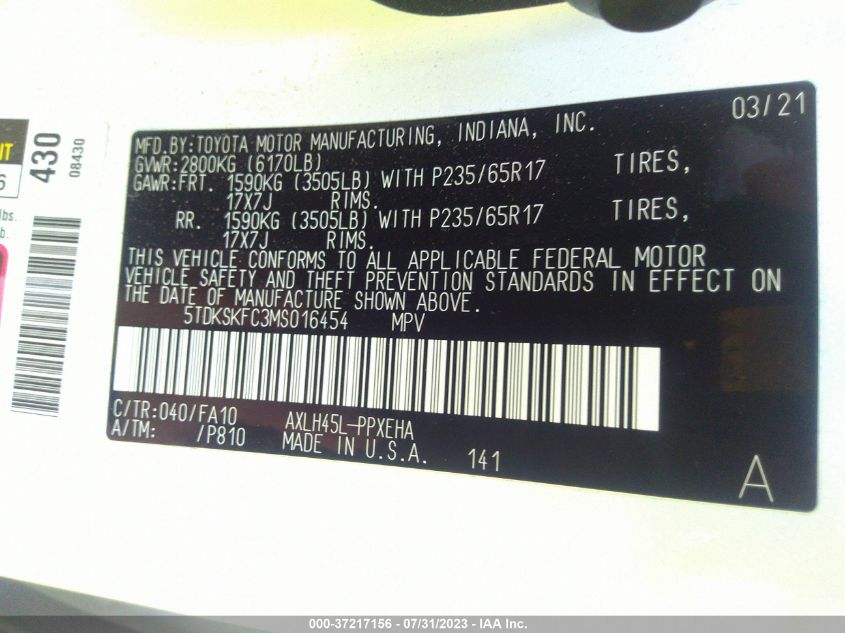 03/21
MFD.BY:TOYOTA MOTOR MANUFACTURING, INDIANA, INC.
GVWR:2800KG (6170LB)
GAWR:FRT. 1590KG (3505LB) WITH P235/65R17 TIRES,
17X7J RIMS.
RR. 1590KG (3505LB) WITH P235/65R17 TIRES,
17X7J RIMS.
THIS VEHICLE CONFORMS TO ALL APPLICABLE FEDERAL MOTOR
VEHICLE SAFETY AND THEFT PREVENTION STANDARDS IN EFFECT ON
THE DATE OF MANUFACTURE SHOWN ABOVE.
5TDKSKFC3MS016454 MPV
C/TR:040/FA10 AXLH45L-PPXEHA
A/TM: /P810 MADE IN U.S.A. 141
A
430
08430
lbs.
000-37217156 - 07/31/2023 - IAA Inc.